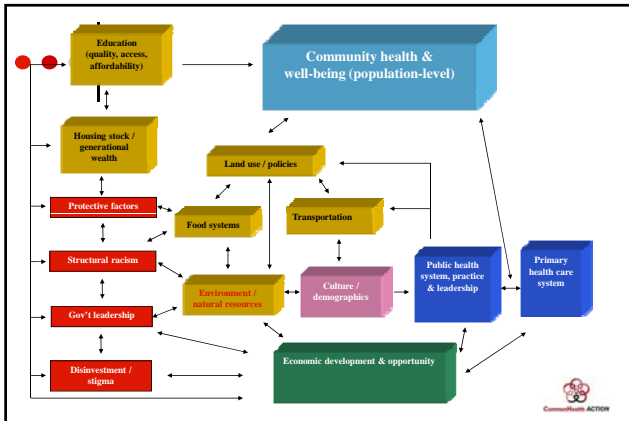 Education
(quality, access,
affordability)
Community health &
well-being (population-level)
Housing stock /
generational
wealth
Land use / policies
Protective factors
Food systems
Transportation
Structural racism
Environment /
natural resources
Culture /
demographics
Public health
system, practice
& leadership
Primary
health care
system
Gov't leadership
Economic development & opportunity
Disinvestment /
stigma
CommonHealth ACTION